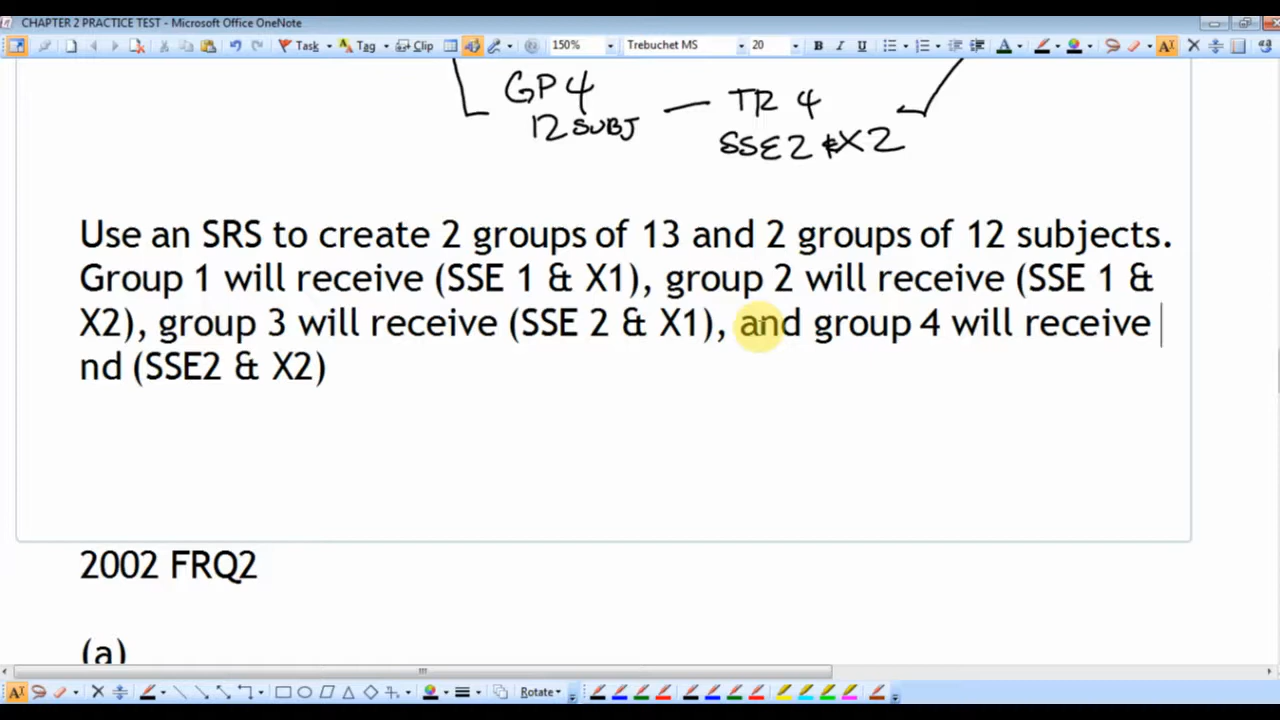 CHAPTER 2 PRACTICE TEST - Microsoft Office OneNote
Task Tag Clip 150% Trebuchet MS 20 B I U A
GP 4 — TR 4
12 SUBJ SSE 2 & X 2
Use an SRS to create 2 groups of 13 and 2 groups of 12 subjects.
Group 1 will receive (SSE 1 & X1), group 2 will receive (SSE 1 &
X2), group 3 will receive (SSE 2 & X1), and group 4 will receive
nd (SSE2 & X2)
2002 FRQ2
(a)
Rotate